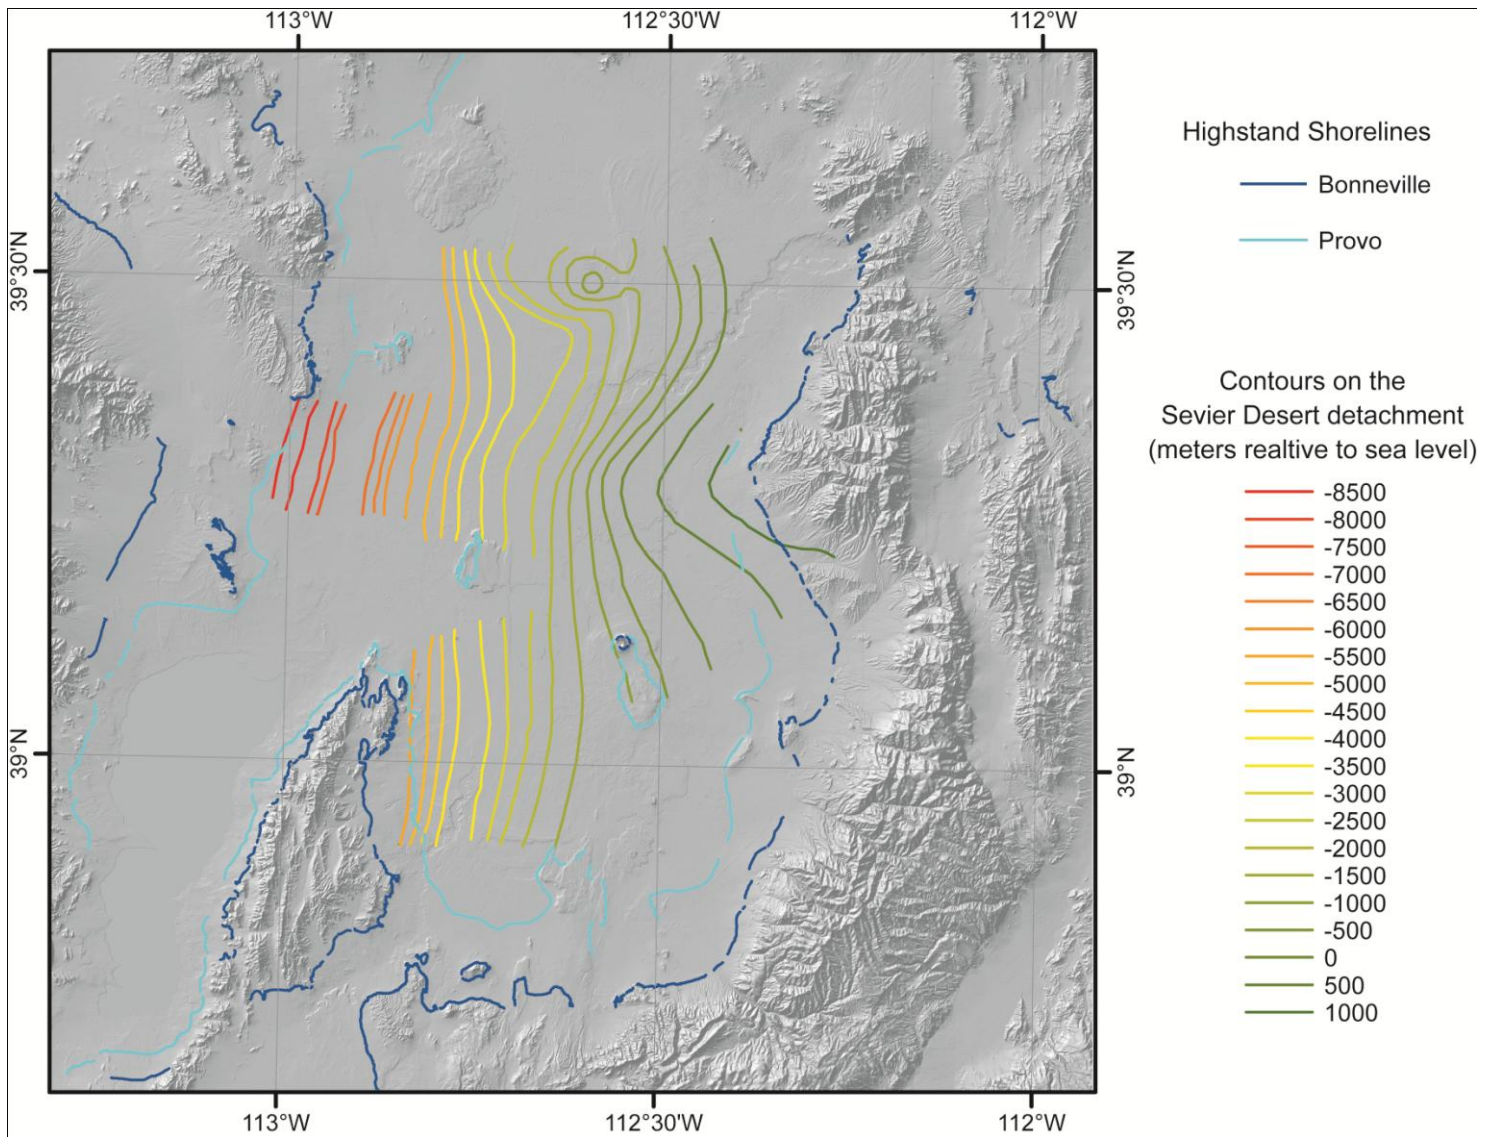 113°W
112°30'W
112°W
39°30'N
39°30'N
39°N
39°N
113°W
112°30'W
112°W
Highstand Shorelines
Bonneville
Provo
Contours on the
Sevier Desert detachment
(meters realtive to sea level)
-8500
-8000
-7500
-7000
-6500
-6000
-5500
-5000
-4500
-4000
-3500
-3000
-2500
-2000
-1500
-1000
-500
0
500
1000